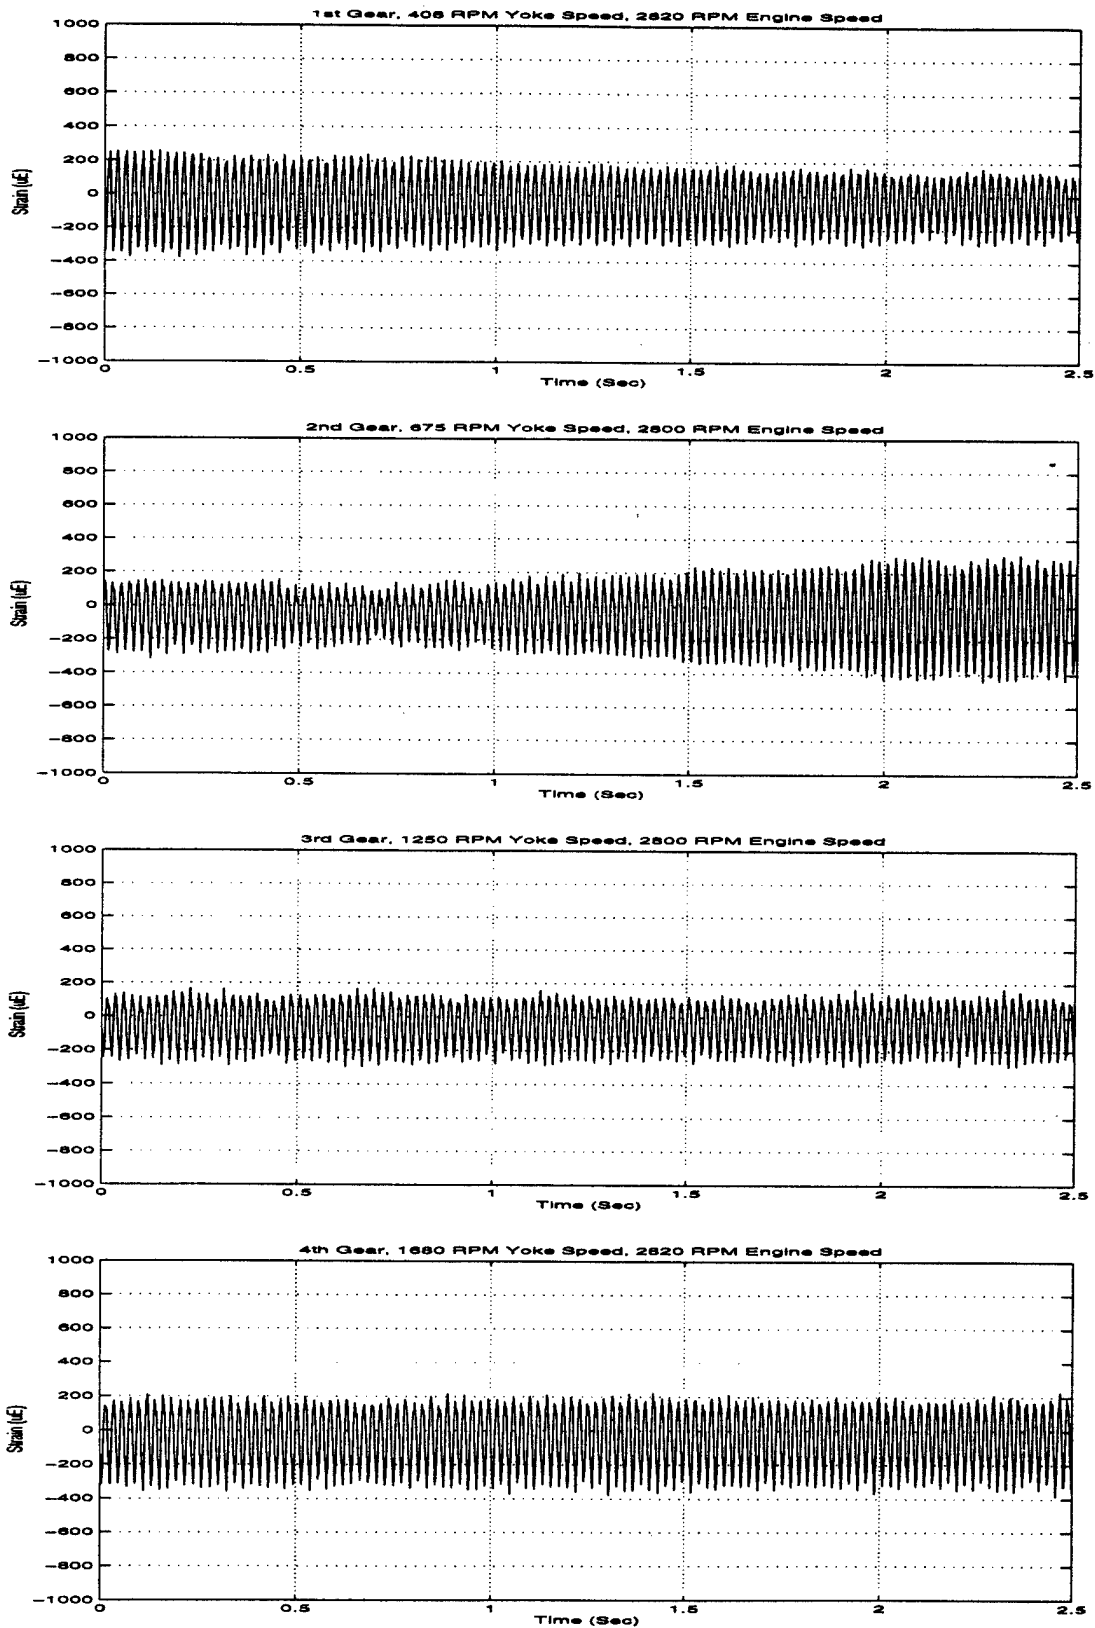 1st Gear, 408 RPM Yoke Speed, 2820 RPM Engine Speed
1000
800
600
400
200
0
-200
-400
-600
-800
-1000
Strain (uE)
0 0.5 1 1.5 2 2.5
Time (Sec)
2nd Gear, 675 RPM Yoke Speed, 2800 RPM Engine Speed
1000
800
600
400
200
0
-200
-400
-600
-800
-1000
Strain (uE)
0 0.5 1 1.5 2 2.5
Time (Sec)
3rd Gear, 1250 RPM Yoke Speed, 2800 RPM Engine Speed
1000
800
600
400
200
0
-200
-400
-600
-800
-1000
Strain (uE)
0 0.5 1 1.5 2 2.5
Time (Sec)
4th Gear, 1680 RPM Yoke Speed, 2820 RPM Engine Speed
1000
800
600
400
200
0
-200
-400
-600
-800
-1000
Strain (uE)
0 0.5 1 1.5 2 2.5
Time (Sec)